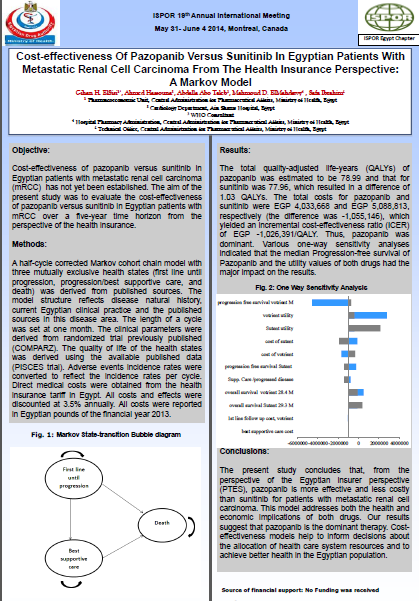 ISPOR 19th Annual International Meeting
May 31- June 4 2014, Montreal, Canada
ISPOR Egypt Chapter
Cost-effectiveness Of Pazopanib Versus Sunitinib In Egyptian Patients With
Metastatic Renal Cell Carcinoma From The Health Insurance Perspective:
A Markov Model
Gihan H. ElSisi¹, Ahmed Hassouna², Abdalla Abo Taleb³, Mahmoud D. ElMahdawy⁴, Safa Ibrahim⁵
¹ Pharmacoeconomic Unit, Central Administration for Pharmaceutical Affairs, Ministry of Health, Egypt
² Cardiology Department, Ain Shams Hospital, Egypt
³ WHO Consultant
⁴ Hospital Pharmacy Administration, Central Administration for Pharmaceutical Affairs, Ministry of Health, Egypt
⁵ Technical Office, Central Administration for Pharmaceutical Affairs, Ministry of Health, Egypt
Objective:
Cost-effectiveness of pazopanib versus sunitinib in
Egyptian patients with metastatic renal cell carcinoma
(mRCC) has not yet been established. The aim of the
present study was to evaluate the cost-effectiveness
of pazopanib versus sunitinib in Egyptian patients with
mRCC over a five-year time horizon from the
perspective of the health insurance.
Methods:
A half-cycle corrected Markov cohort chain model with
three mutually exclusive health states (first line until
progression, progression/best supportive care, and
death) was derived from published sources. The
model structure reflects disease natural history,
current Egyptian clinical practice and the published
sources in this disease area. The length of a cycle
was set at one month. The clinical parameters were
derived from randomized trial previously published
(COMPARZ). The quality of life of the health states
was derived using the available published data
(PISCES trial). Adverse events incidence rates were
converted to reflect the incidence rates per cycle.
Direct medical costs were obtained from the health
insurance tariff in Egypt. All costs and effects were
discounted at 3.5% annually. All costs were reported
in Egyptian pounds of the financial year 2013.
Fig. 1: Markov State-transition Bubble diagram
First line
until
progression
Death
Best
supportive
care
Results:
The total quality-adjusted life-years (QALYs) of
pazopanib was estimated to be 78.99 and that for
sunitinib was 77.96, which resulted in a difference of
1.03 QALYs. The total costs for pazopanib and
sunitinib were EGP 4,033,668 and EGP 5,088,813,
respectively (the difference was -1,055,146), which
yielded an incremental cost-effectiveness ratio (ICER)
of EGP -1,026,391/QALY. Thus, pazopanib was
dominant. Various one-way sensitivity analyses
indicated that the median Progression-free survival of
Pazopanib and the utility values of both drugs had the
major impact on the results.
Fig. 2: One Way Sensitivity Analysis
progression free survival votrient M
votrient utility
Sutent utility
cost of sutent
cost of votrient
progression free survival Sutent
Supp. Care/progressed disease
overall survival votrient 28.4 M
overall survival Sutent 29.3 M
1st line follow up cost, votrient
best supportive care cost
-6000000 -4000000 -2000000 0 2000000 4000000
Conclusions:
The present study concludes that, from the
perspective of the Egyptian insurer perspective
(PTES), pazopanib is more effective and less costly
than sunitinib for patients with metastatic renal cell
carcinoma. This model addresses both the health and
economic implications of both drugs. Our results
suggest that pazopanib is the dominant therapy. Cost-
effectiveness models help to inform decisions about
the allocation of health care system resources and to
achieve better health in the Egyptian population.
Source of financial support: No Funding was received